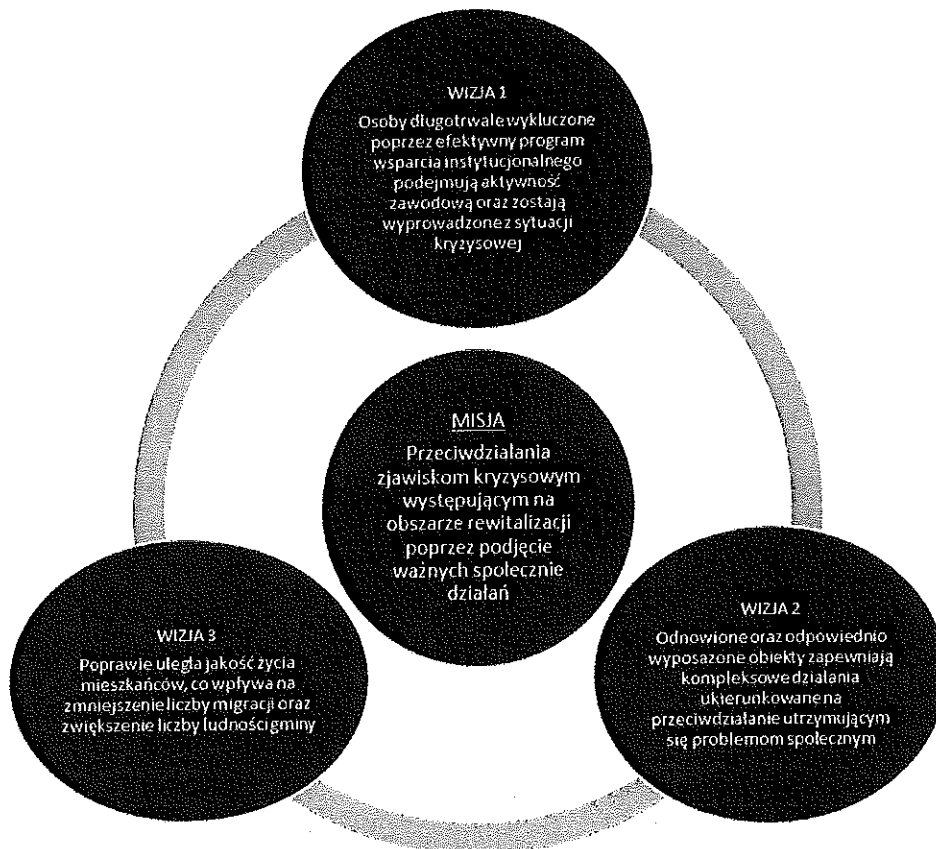 WIZJA 1
Osoby długotrwale wykluczone
poprzez efektywny program
wsparcia instytucjonalnego
podejmują aktywność
zawodową oraz zostają
wyprowadzone z sytuacji
kryzysowej
MISJA
Przeciwdziałania
zjawiskom kryzysowym
występującym na
obszarze rewitalizacji
poprzez podjęcie
ważnych społecznie
działań
WIZJA 3
Poprawie uległa jakość życia
mieszkańców, co wpływa na
zmniejszenie liczby migracji oraz
zwiększenie liczby ludności gminy
WIZJA 2
Odnowione oraz odpowiednio
wyposażone obiekty zapewniają
kompleksowe działania
ukierunkowane na
przeciwdziałanie utrzymującym
się problemom społecznym